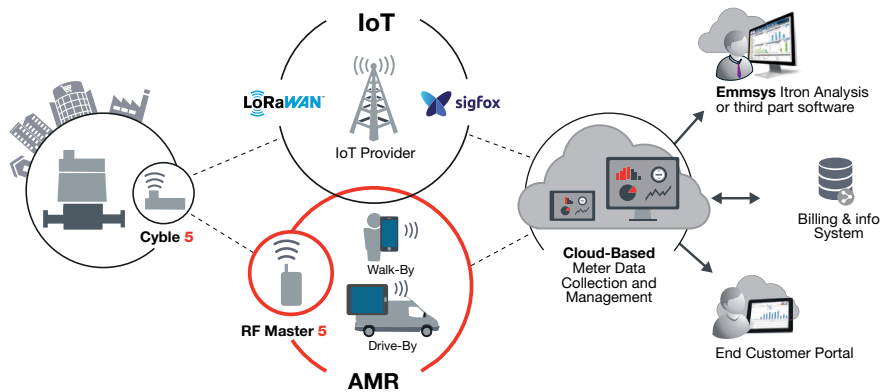 IoT
LoRaWAN
sigfox
IoT Provider
Cyble 5
Walk-By
RF Master 5
Drive-By
AMR
Cloud-Based
Meter Data
Collection and
Management
Emmsys Itron Analysis
or third part software
Billing & info
System
End Customer Portal